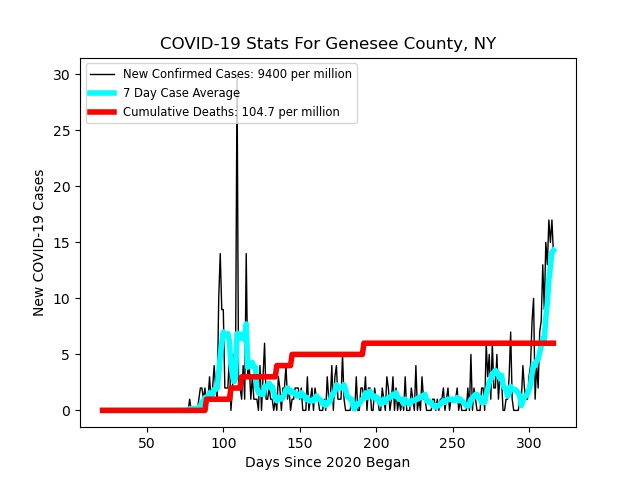 COVID-19 Stats For Genesee County, NY
New Confirmed Cases: 9400 per million
7 Day Case Average
Cumulative Deaths: 104.7 per million
New COVID-19 Cases
30
25
20
15
10
5
0
50 100 150 200 250 300
Days Since 2020 Began